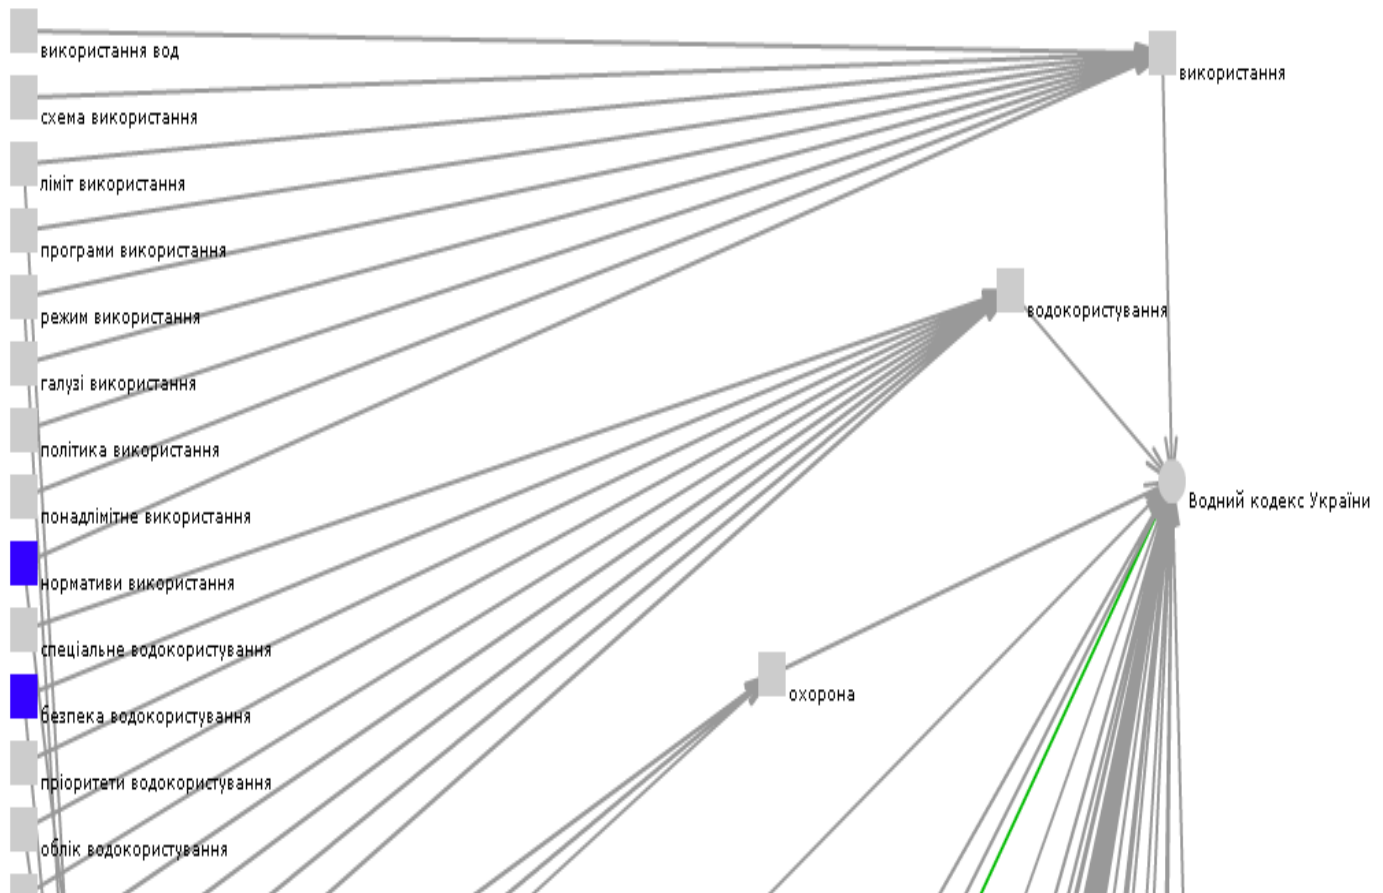 використання вод
використання
схема використання
ліміт використання
програми використання
режим використання
водокористування
галузі використання
політика використання
Водний кодекс України
понадлімітне використання
нормативи використання
спеціальне водокористування
охорона
безпека водокористування
пріоритети водокористування
облік водокористування